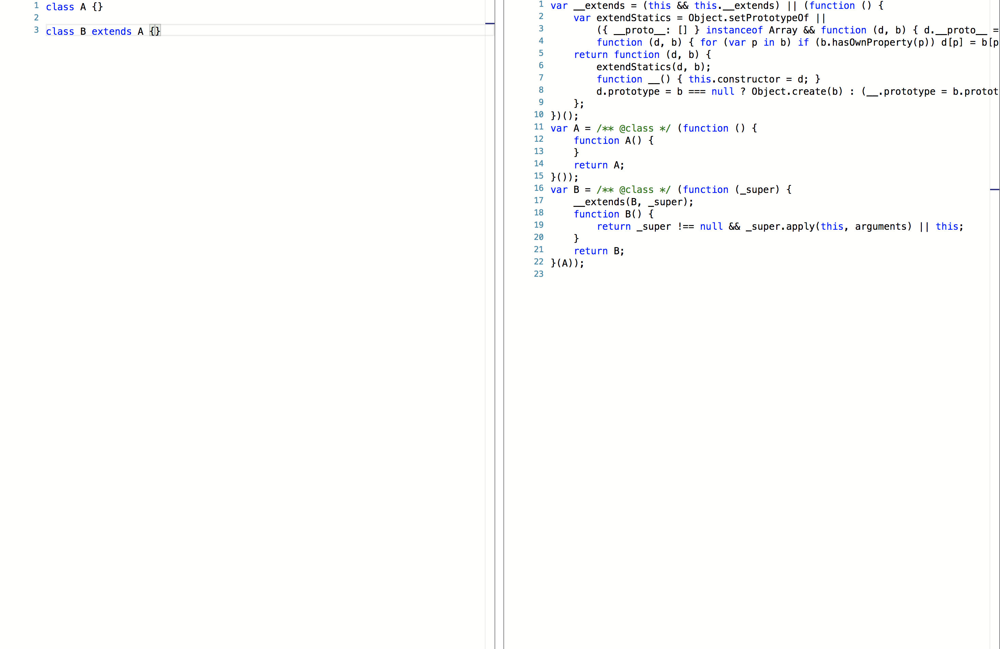 1 class A {}
2
3 class B extends A {}
1 var __extends = (this && this.__extends) || (function () {
2     var extendStatics = Object.setPrototypeOf ||
3         ({ __proto__: [] } instanceof Array && function (d, b) { d.__proto__ =
4         function (d, b) { for (var p in b) if (b.hasOwnProperty(p)) d[p] = b[p
5     return function (d, b) {
6         extendStatics(d, b);
7         function __() { this.constructor = d; }
8         d.prototype = b === null ? Object.create(b) : (__.prototype = b.protot
9     };
10 })();
11 var A = /** @class */ (function () {
12     function A() {
13     }
14     return A;
15 }());
16 var B = /** @class */ (function (_super) {
17     __extends(B, _super);
18     function B() {
19         return _super !== null && _super.apply(this, arguments) || this;
20     }
21     return B;
22 }(A));
23